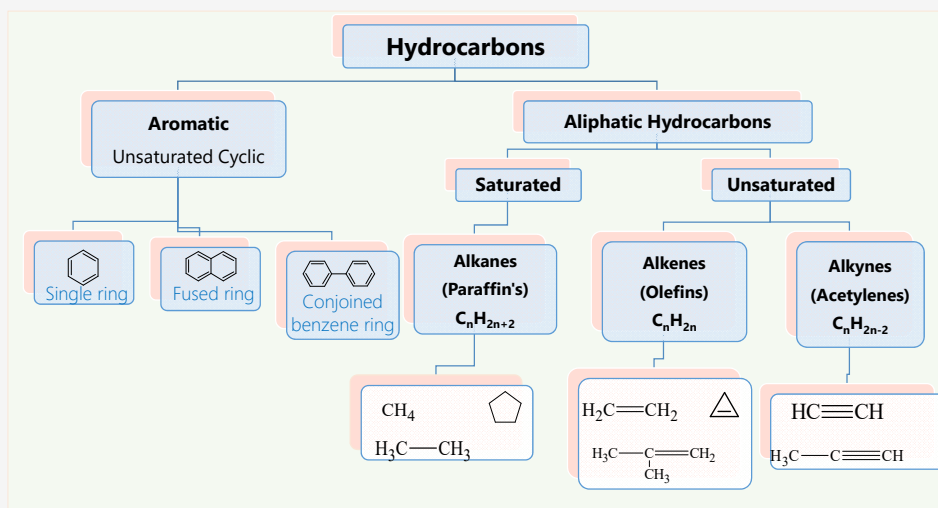 Hydrocarbons
Aromatic
Unsaturated Cyclic
Aliphatic Hydrocarbons
Saturated
Unsaturated
Single ring
Fused ring
Conjoined
benzene ring
Alkanes
(Paraffin's)
CₙH₂ₙ₊₂
Alkenes
(Olefins)
CₙH₂ₙ
Alkynes
(Acetylenes)
CₙH₂ₙ₋₂
CH₄
H₃C—CH₃
H₂C=CH₂
H₃C—C=CH₂
CH₃
HC≡CH
H₃C—C≡CH